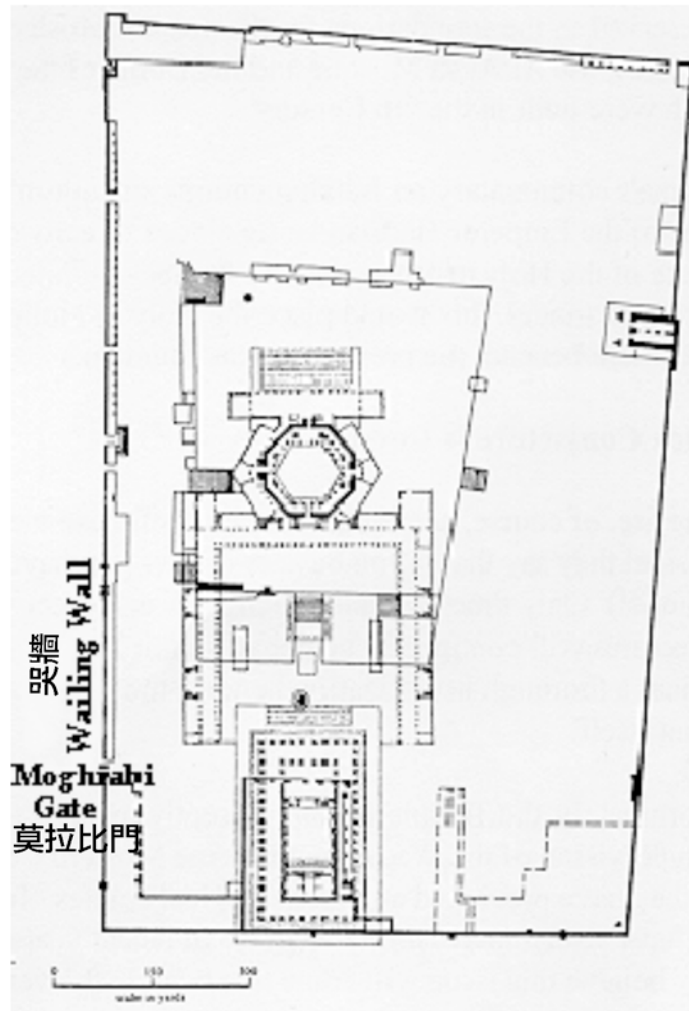 哭牆
Wailing Wall
Moghrabi
Gate
莫拉比門
0 150 300
scale in yards